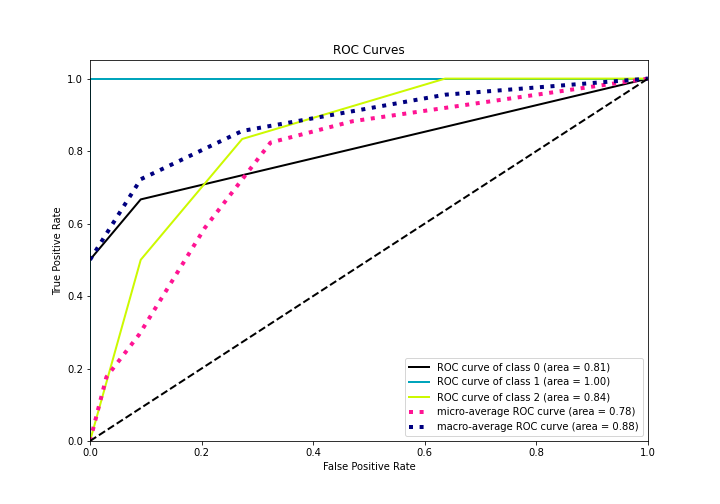 ROC Curves
True Positive Rate
1.0
0.8
0.6
0.4
0.2
0.0
ROC curve of class 0 (area = 0.81)
ROC curve of class 1 (area = 1.00)
ROC curve of class 2 (area = 0.84)
micro-average ROC curve (area = 0.78)
macro-average ROC curve (area = 0.88)
0.0 0.2 0.4 0.6 0.8 1.0
False Positive Rate